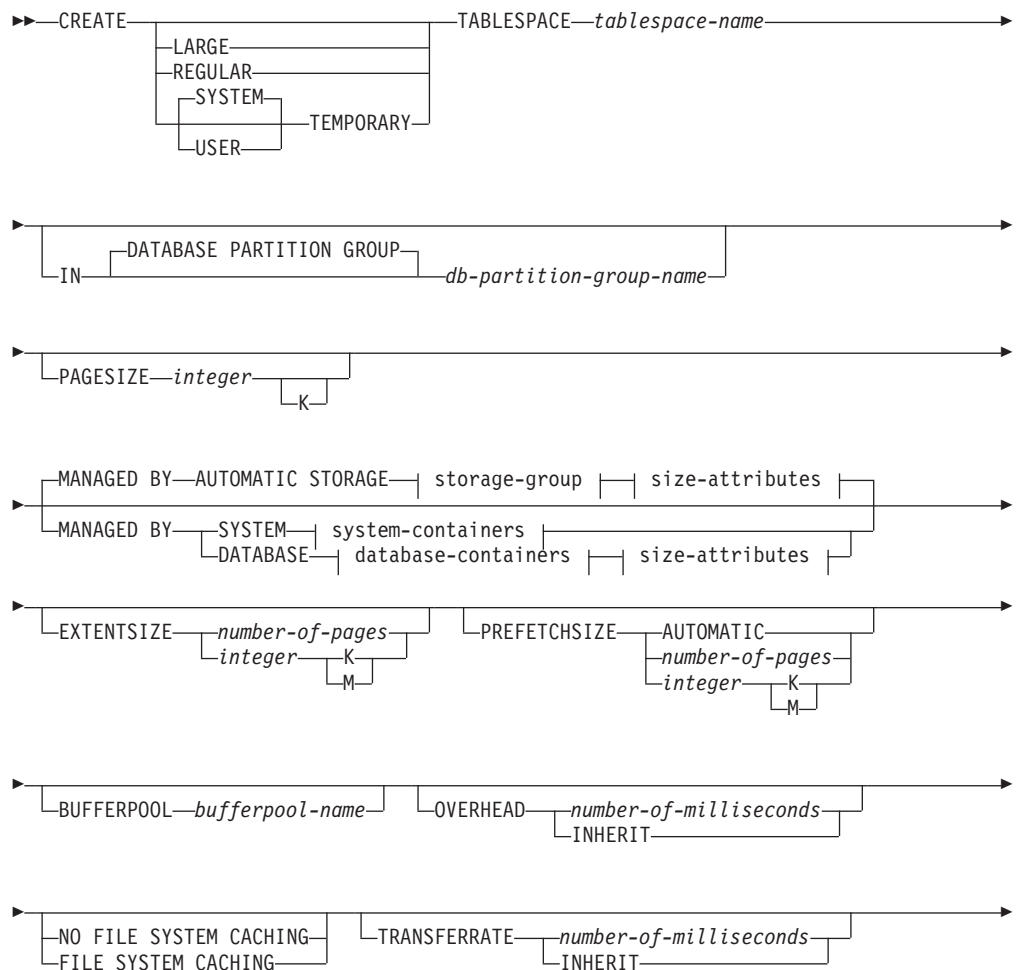 CREATE TABLESPACE tablespace-name
LARGE
REGULAR
SYSTEM
TEMPORARY
USER
DATABASE PARTITION GROUP
IN db-partition-group-name
PAGESIZE integer
K
MANAGED BY AUTOMATIC STORAGE storage-group size-attributes
MANAGED BY SYSTEM system-containers
DATABASE database-containers size-attributes
EXTENTSIZE number-of-pages PREFETCHSIZE AUTOMATIC
integer K number-of-pages
M integer K
M
BUFFERPOOL bufferpool-name OVERHEAD number-of-milliseconds
INHERIT
NO FILE SYSTEM CACHING TRANSFERRATE number-of-milliseconds
FILE SYSTEM CACHING INHERIT